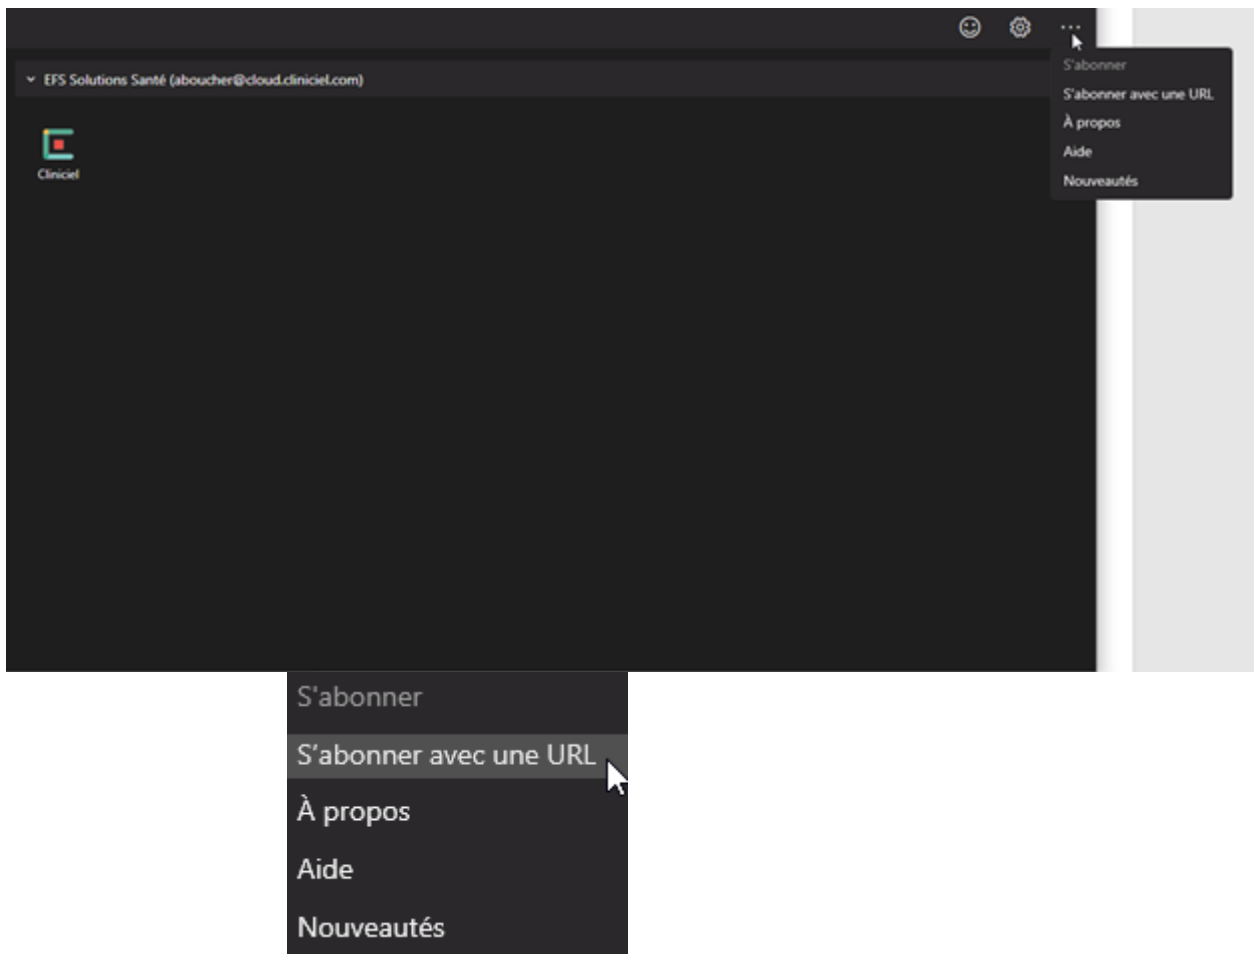 EFS Solutions Santé (aboucher@cloud.cliniciel.com)
Cliniciel
S'abonner
S'abonner avec une URL
À propos
Aide
Nouveautés
S'abonner
S'abonner avec une URL
À propos
Aide
Nouveautés